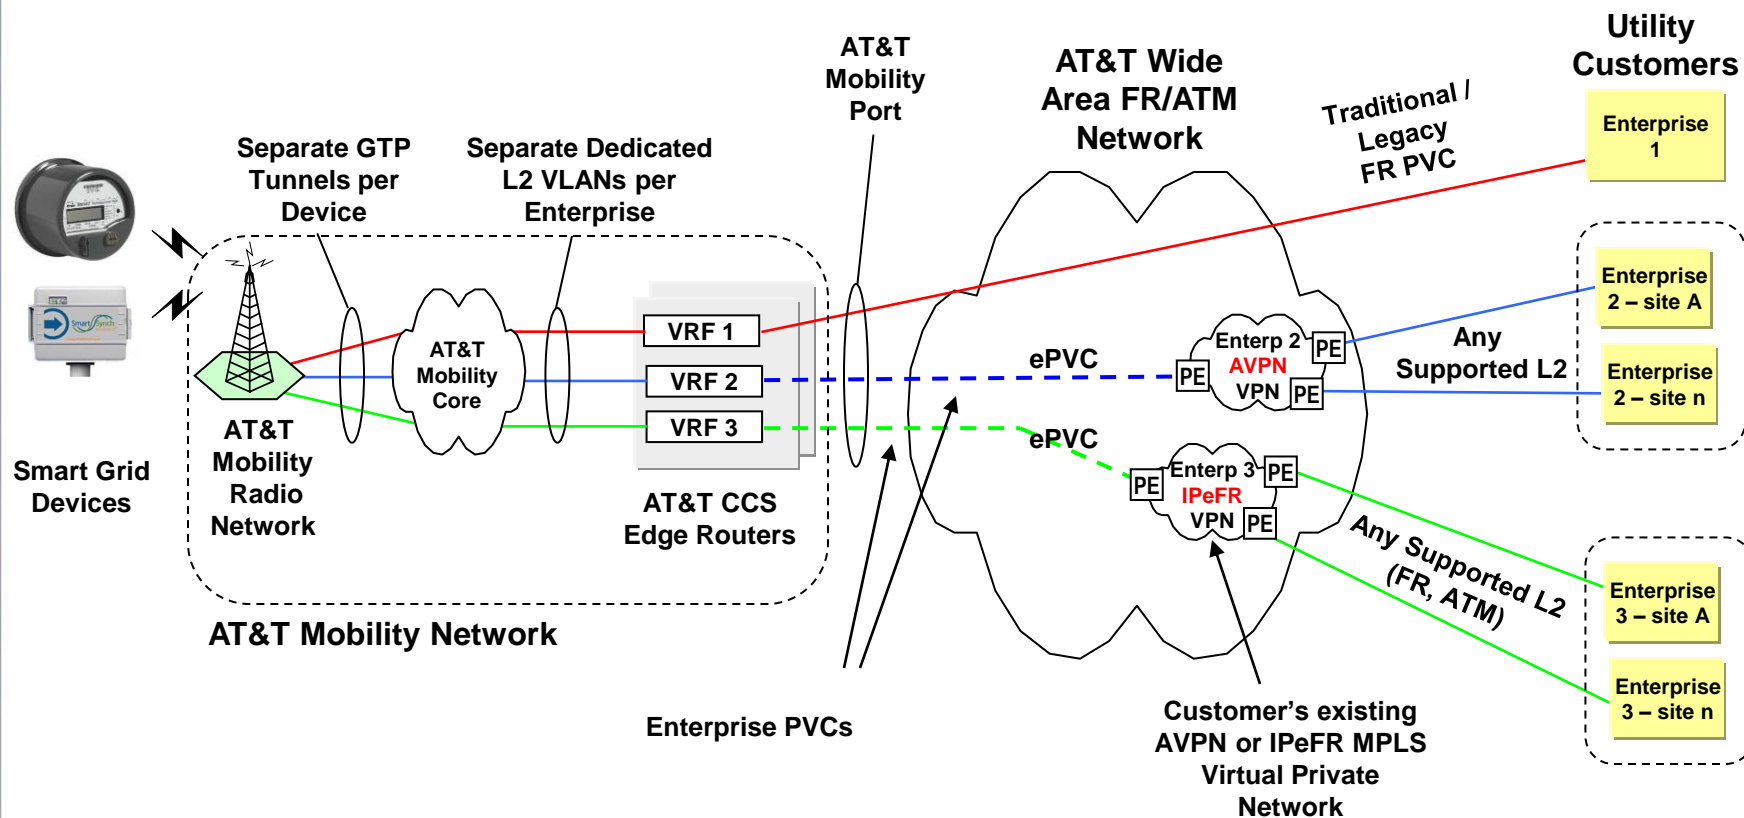 Utility
Customers
AT&T
Mobility
Port
AT&T Wide
Area FR/ATM
Network
Traditional /
Legacy
FR PVC
Enterprise
1
Separate GTP
Tunnels per
Device
Separate Dedicated
L2 VLANs per
Enterprise
SmartSynch
AT&T
Mobility
Core
VRF 1
VRF 2
VRF 3
ePVC
ePVC
Enterp 2
AVPN
VPN
PE
PE
PE
Any
Supported L2
Enterprise
2 – site A
Enterprise
2 – site n
Enterp 3
IPeFR
VPN
PE
PE
PE
Any Supported L2
(FR, ATM)
Enterprise
3 – site A
Enterprise
3 – site n
Smart Grid
Devices
AT&T
Mobility
Radio
Network
AT&T CCS
Edge Routers
AT&T Mobility Network
Enterprise PVCs
Customer's existing
AVPN or IPeFR MPLS
Virtual Private
Network